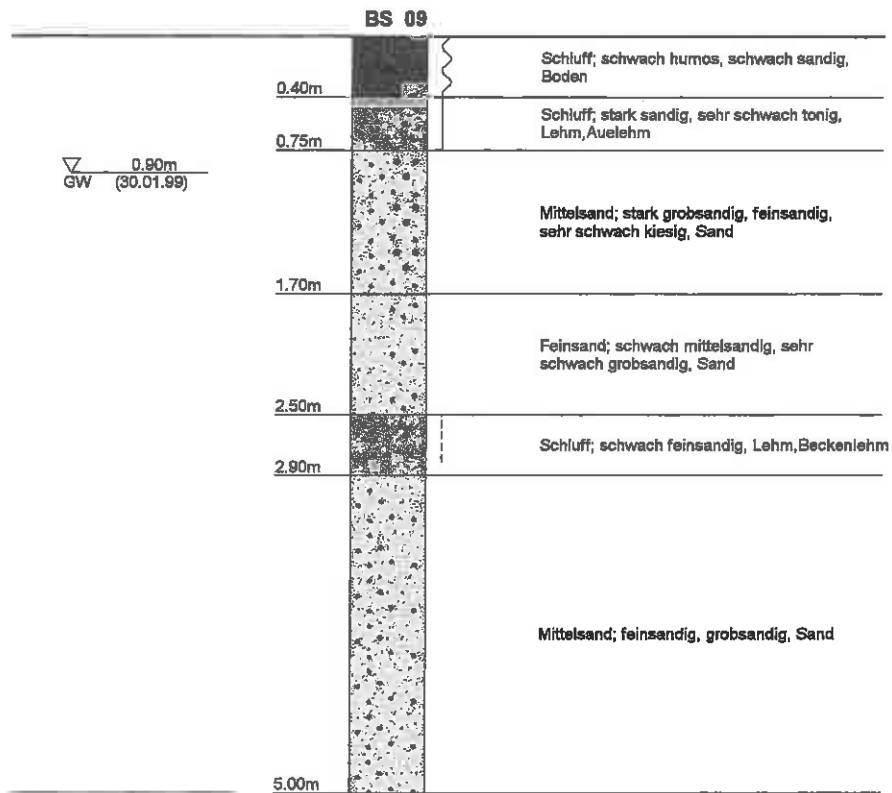 BS 09
Schluff; schwach humos, schwach sandig,
Boden
0.40m
Schluff; stark sandig, sehr schwach tonig,
Lehm,Auelehm
0.75m
0.90m
GW (30.01.99)
Mittelsand; stark grobsandig, feinsandig,
sehr schwach kiesig, Sand
1.70m
Feinsand; schwach mittelsandig, sehr
schwach grobsandig, Sand
2.50m
Schluff; schwach feinsandig, Lehm,Beckenlehm
2.90m
Mittelsand; feinsandig, grobsandig, Sand
5.00m